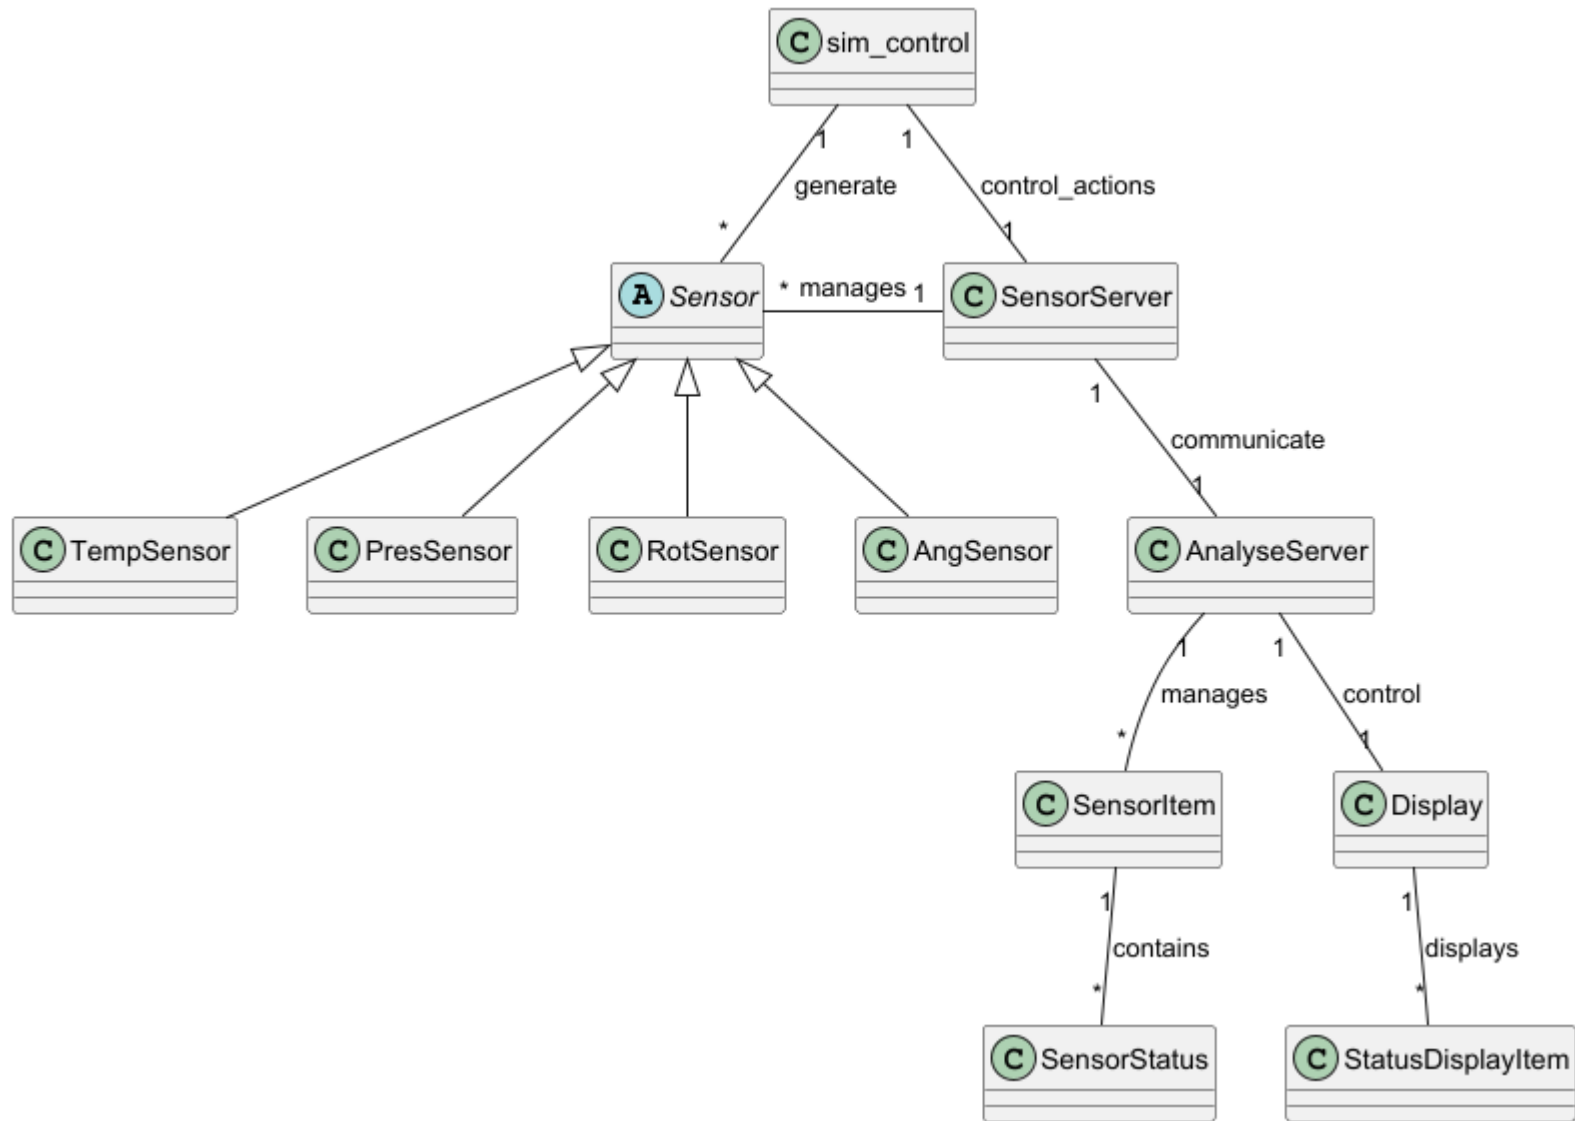 C sim_control
1 1
generate control_actions
* 1
A Sensor * manages 1 C SensorServer
1
communicate
1
C TempSensor C PresSensor C RotSensor C AngSensor C AnalyseServer
1 1
manages control
* 1
C SensorItem C Display
1 1
contains displays
* *
C SensorStatus C StatusDisplayItem